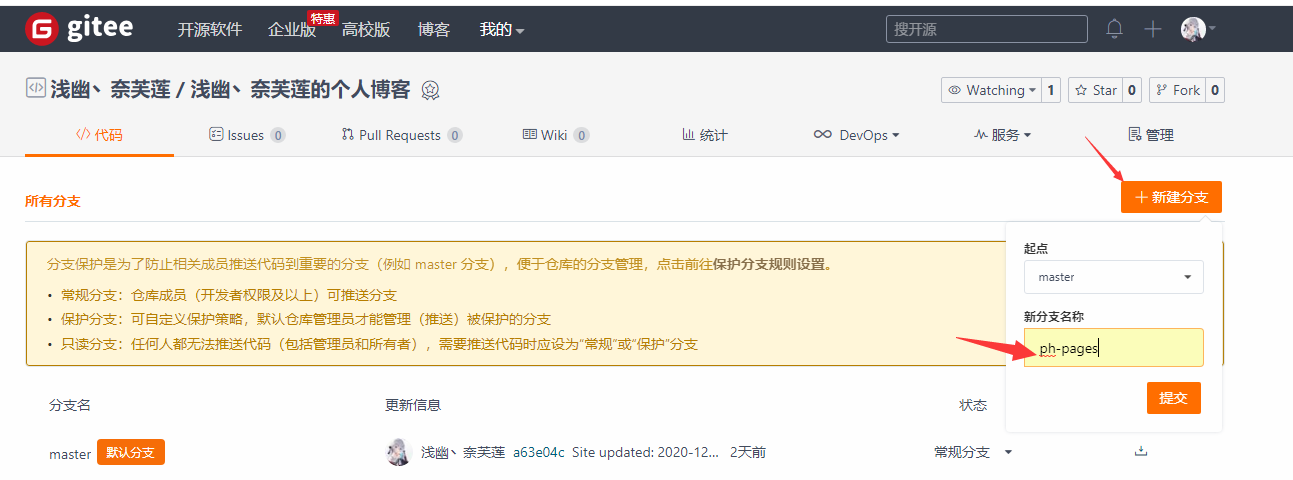 gitee 开源软件 企业版 特惠 高校版 博客 我的 搜开源
浅幽丶奈芙莲 / 浅幽丶奈芙莲的个人博客 Watching 1 Star 0 Fork 0
代码 Issues 0 Pull Requests 0 Wiki 0 统计 DevOps 服务 管理
所有分支 + 新建分支
分支保护是为了防止相关成员推送代码到重要的分支（例如 master 分支），便于仓库的分支管理，点击前往保护分支规则设置。
• 常规分支：仓库成员（开发者权限及以上）可推送分支
• 保护分支：可自定义保护策略，默认仓库管理员才能管理（推送）被保护的分支
• 只读分支：任何人都无法推送代码（包括管理员和所有者），需要推送代码时应设为“常规”或“保护”分支
起点
master
新分支名称
ph-pages
提交
分支名 更新信息 状态
master 默认分支 浅幽丶奈芙莲 a63e04c Site updated: 2020-12... 2天前 常规分支